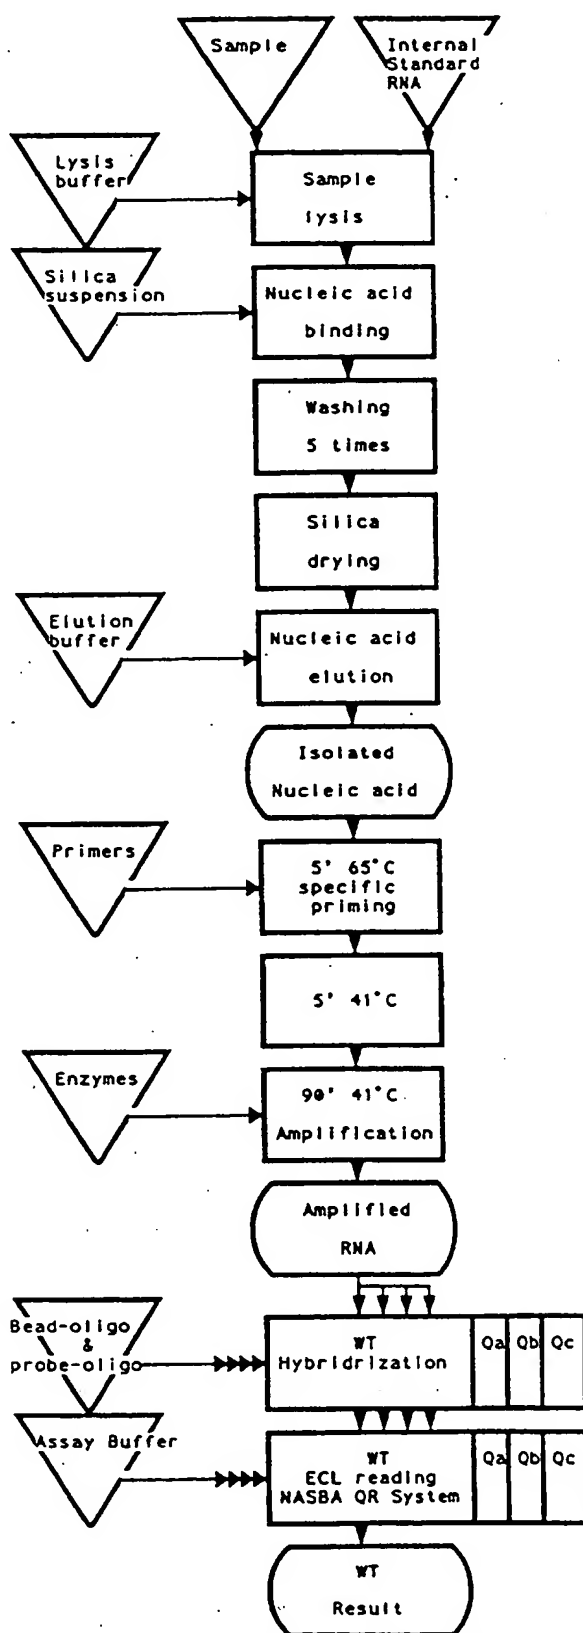 Sample
Internal
Standard
RNA
Lysis
buffer
Sample
lysis
Silica
suspension
Nucleic acid
binding
Washing
5 times
Silica
drying
Elution
buffer
Nucleic acid
elution
Isolated
Nucleic acid
Primers
5' 65°C
specific
priming
5' 41°C
Enzymes
90' 41°C
Amplification
Amplified
RNA
Bead-oligo
&
probe-oligo
WT
Hybridrization
Qa Qb Qc
Assay Buffer
WT
ECL reading
NASBA QR System
Qa Qb Qc
WT
Result